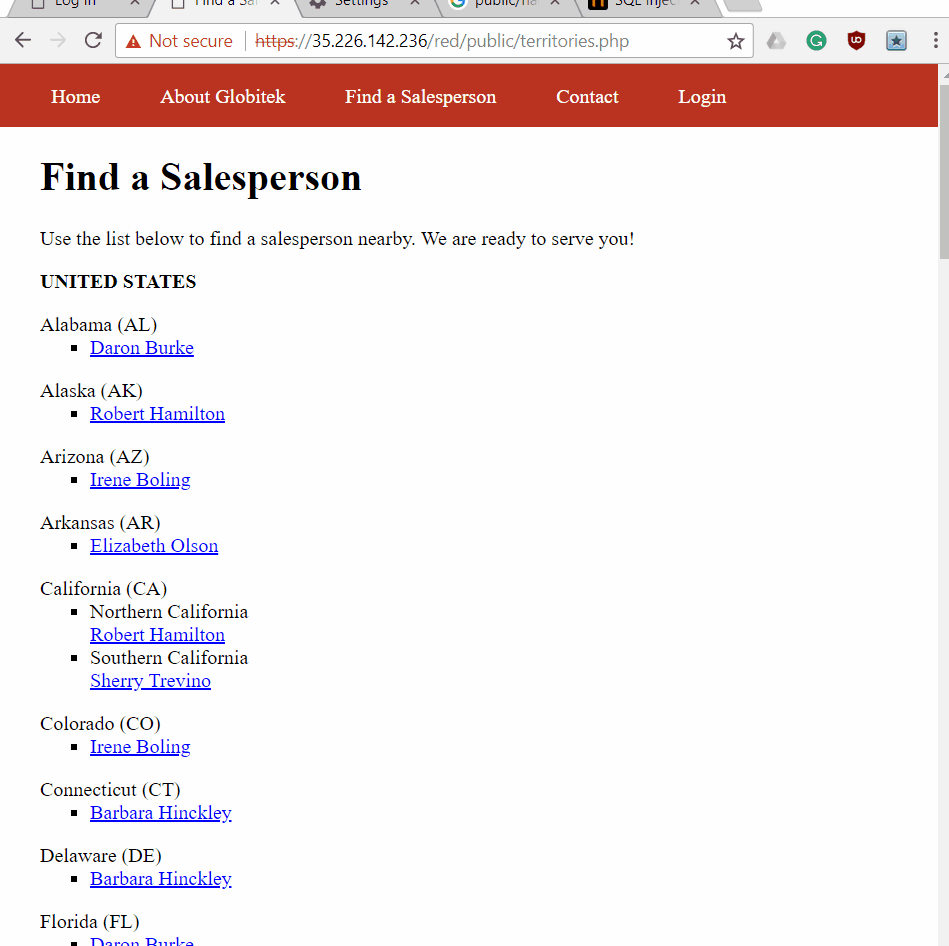 Log In
Find a Sal
Settings
public/ha
SQL Injec
Not secure https://35.226.142.236/red/public/territories.php
Home About Globitek Find a Salesperson Contact Login
Find a Salesperson
Use the list below to find a salesperson nearby. We are ready to serve you!
UNITED STATES
Alabama (AL)
Daron Burke
Alaska (AK)
Robert Hamilton
Arizona (AZ)
Irene Boling
Arkansas (AR)
Elizabeth Olson
California (CA)
Northern California
Robert Hamilton
Southern California
Sherry Trevino
Colorado (CO)
Irene Boling
Connecticut (CT)
Barbara Hinckley
Delaware (DE)
Barbara Hinckley
Florida (FL)
Daron Burke